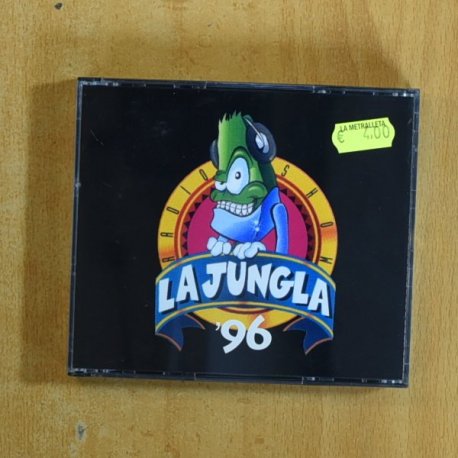 LA METRALLETA
€ 4,00
RADIO SHOW
LA JUNGLA
'96